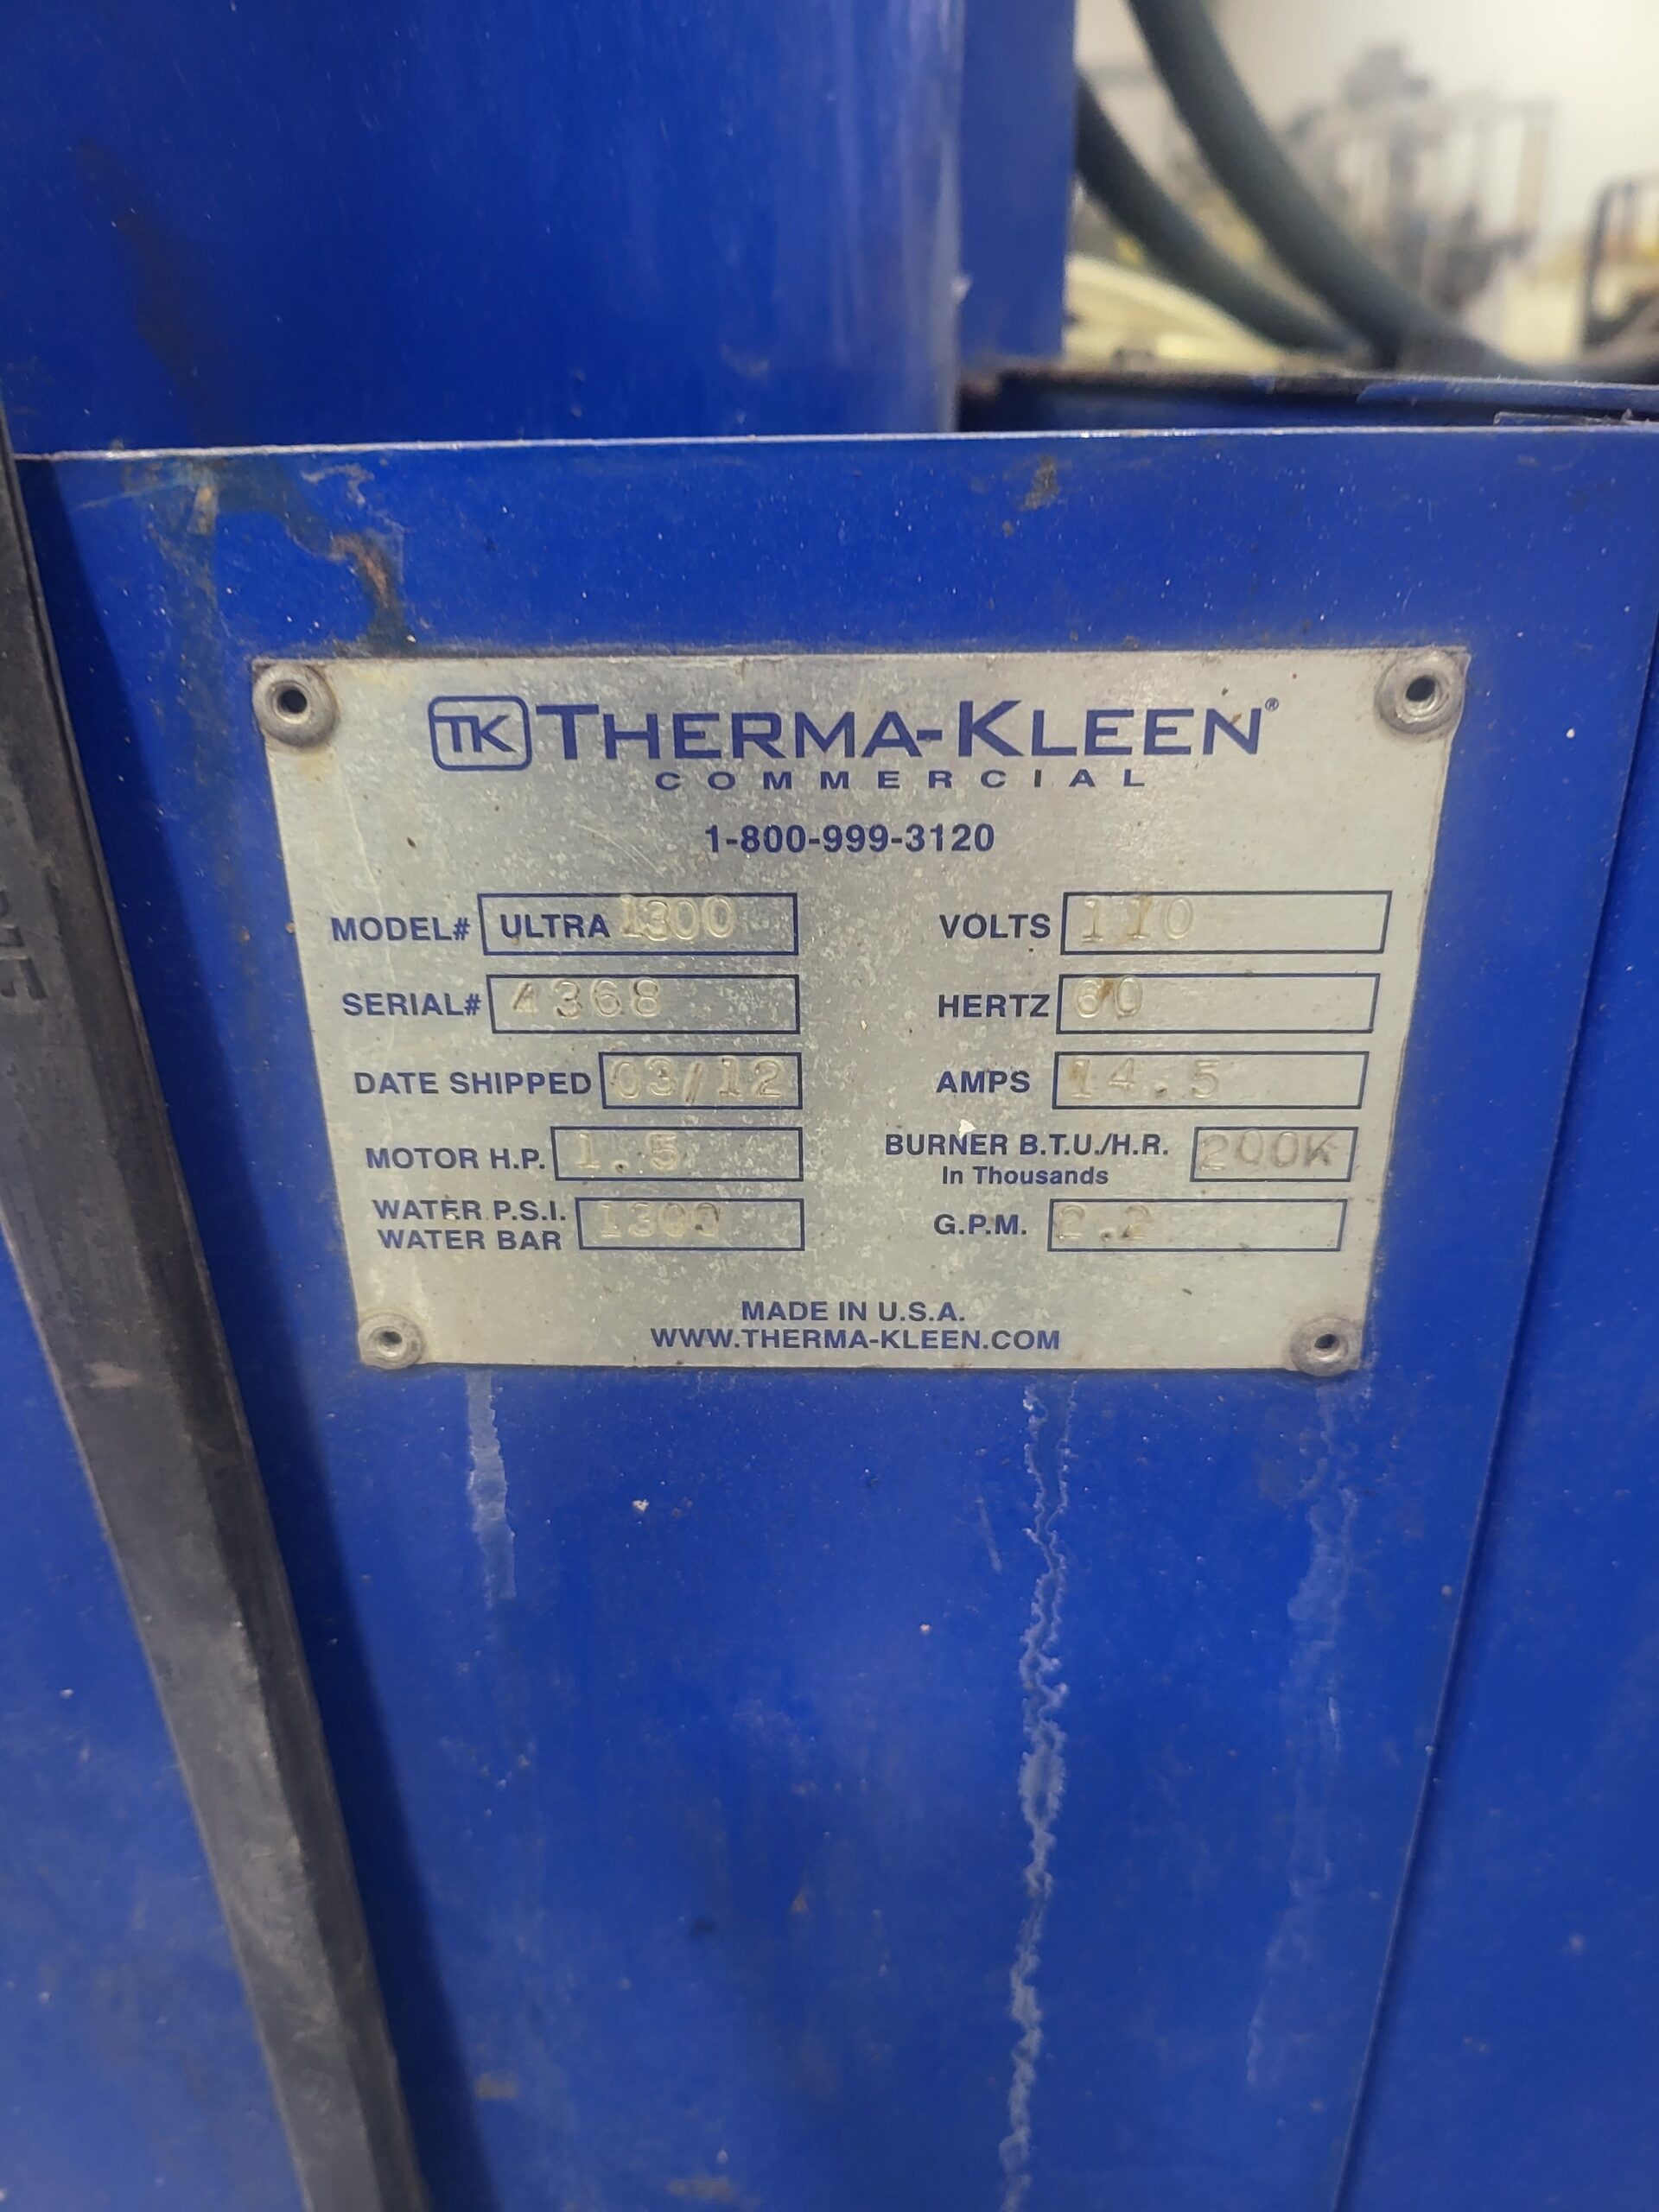 TK THERMA-KLEEN®
COMMERCIAL
1-800-999-3120
MODEL# ULTRA 1300
VOLTS 110
SERIAL# 4368
HERTZ 60
DATE SHIPPED 03/12
AMPS 14.5
MOTOR H.P. 1.5
BURNER B.T.U./H.R. 200K
In Thousands
WATER P.S.I. 1300
WATER BAR
G.P.M. 2.2
MADE IN U.S.A.
WWW.THERMA-KLEEN.COM